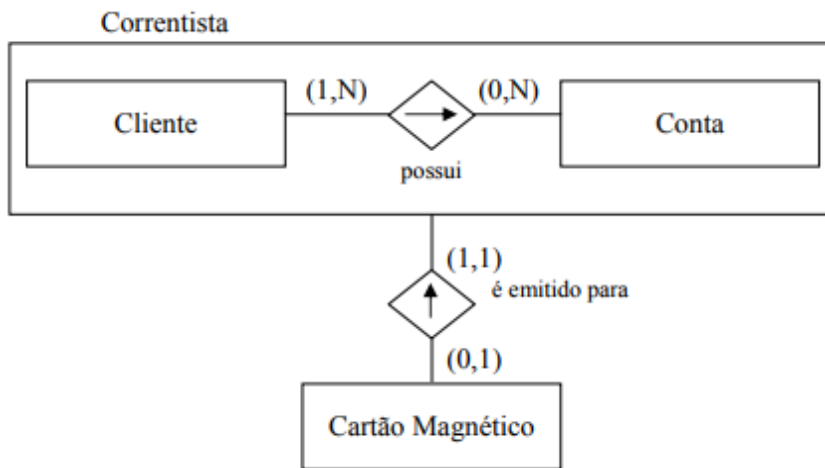 Correntista
Cliente
(1,N)
(0,N)
Conta
possui
(1,1)
é emitido para
(0,1)
Cartão Magnético